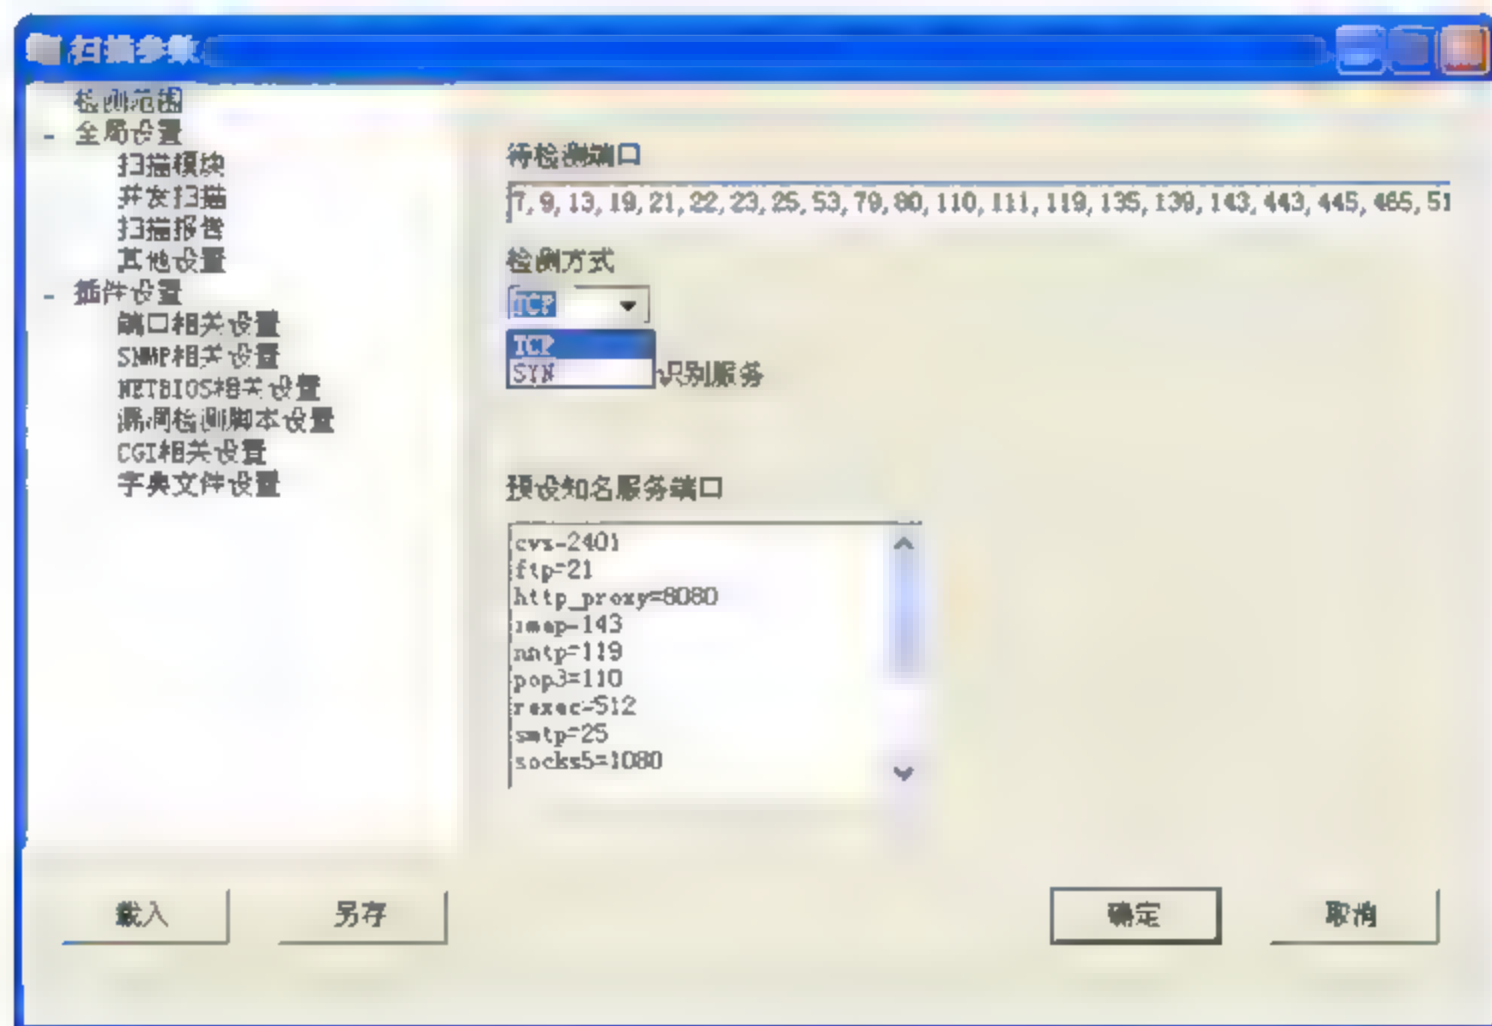 扫描参数
检测范围
- 全局设置
扫描模块
并发扫描
扫描报告
其他设置
- 插件设置
端口相关设置
SNMP相关设置
NETBIOS相关设置
漏洞检测脚本设置
CGI相关设置
字典文件设置
待检测端口
7,9,13,19,21,22,23,25,53,79,80,110,111,119,135,139,143,443,445,465,51
检测方式
TCP
TCP
SYN
识别服务
预设知名服务端口
cvs=2401
ftp=21
http_proxy=8080
imap=143
nntp=119
pop3=110
rexec=512
smtp=25
socks5=1080
载入
另存
确定
取消